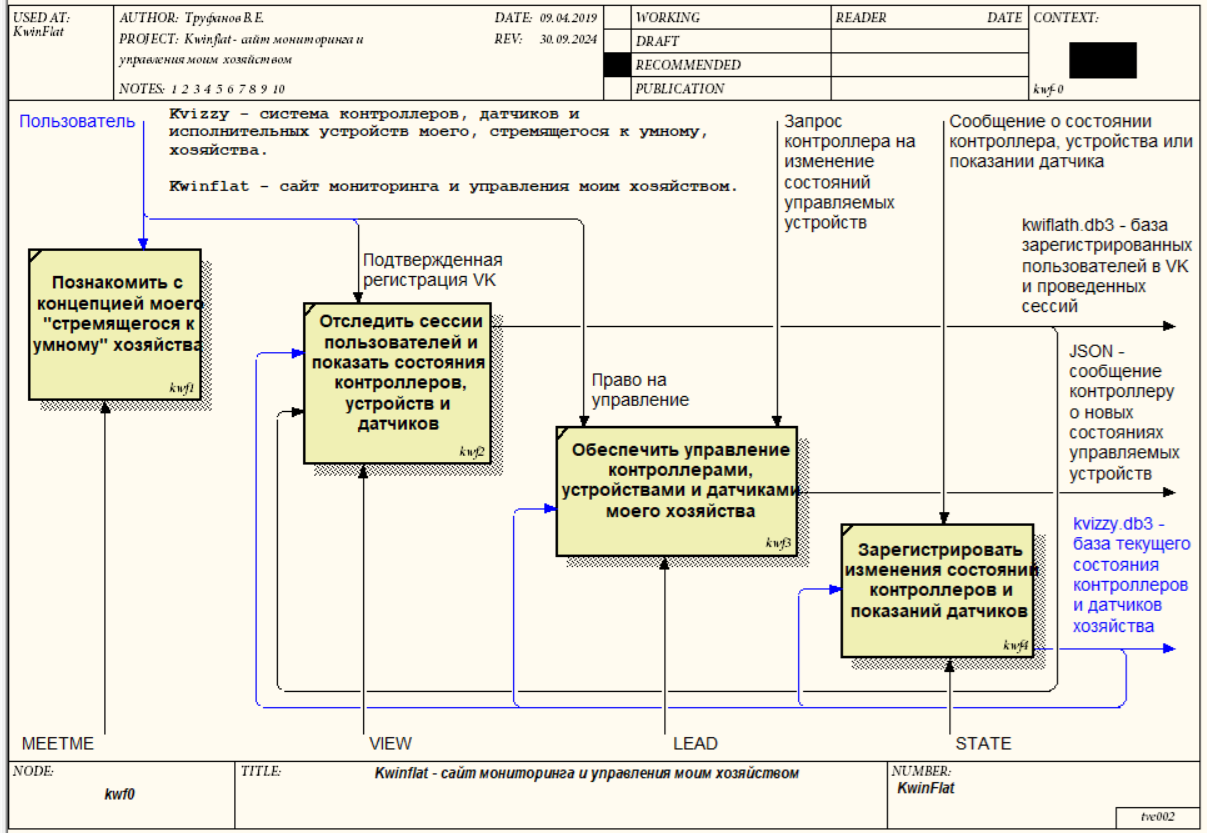 USED AT:
KwinFlat
AUTHOR: Труфанов В.Е.
DATE: 09.04.2019
PROJECT: Kwinflat - сайт мониторинга и
управления моим хозяйством
REV: 30.09.2024
NOTES: 1 2 3 4 5 6 7 8 9 10
WORKING
DRAFT
RECOMMENDED
PUBLICATION
READER
DATE
CONTEXT:
kwf-0
Пользователь
Kvizzy - система контроллеров, датчиков и
исполнительных устройств моего, стремящегося к умному,
хозяйства.
Kwinflat - сайт мониторинга и управления моим хозяйством.
Запрос
контроллера на
изменение
состояний
управляемых
устройств
Сообщение о состоянии
контроллера, устройства или
показании датчика
kwiflath.db3 - база
зарегистрированных
пользователей в VK
и проведенных
сессий
Познакомить с
концепцией моего
"стремящегося к
умному" хозяйства
kwf1
Подтвержденная
регистрация VK
Отследить сессии
пользователей и
показать состояния
контроллеров,
устройств и
датчиков
kwf2
Право на
управление
JSON -
сообщение
контроллеру
о новых
состояниях
управляемых
устройств
Обеспечить управление
контроллерами,
устройствами и датчиками
моего хозяйства
kwf3
kvizzy.db3 -
база текущего
состояния
контроллеров
и датчиков
хозяйства
Зарегистрировать
изменения состояний
контроллеров и
показаний датчиков
kwf4
MEETME
VIEW
LEAD
STATE
NODE:
kwf0
TITLE:
Kwinflat - сайт мониторинга и управления моим хозяйством
NUMBER:
KwinFlat
tve002